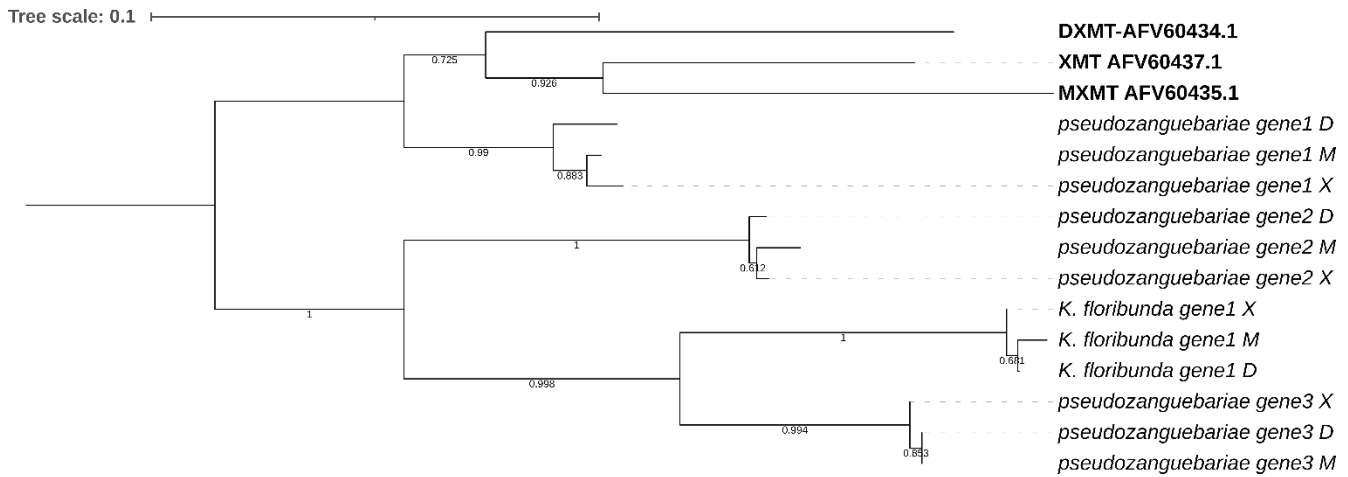 Tree scale: 0.1
DXMT-AFV60434.1
0.725
XMT AFV60437.1
0.926
MXMT AFV60435.1
pseudozanguebariae gene1 D
0.99
pseudozanguebariae gene1 M
0.883
pseudozanguebariae gene1 X
pseudozanguebariae gene2 D
1
pseudozanguebariae gene2 M
0.612
pseudozanguebariae gene2 X
K. floribunda gene1 X
1
1
K. floribunda gene1 M
0.681
K. floribunda gene1 D
0.998
pseudozanguebariae gene3 X
0.994
pseudozanguebariae gene3 D
0.653
pseudozanguebariae gene3 M